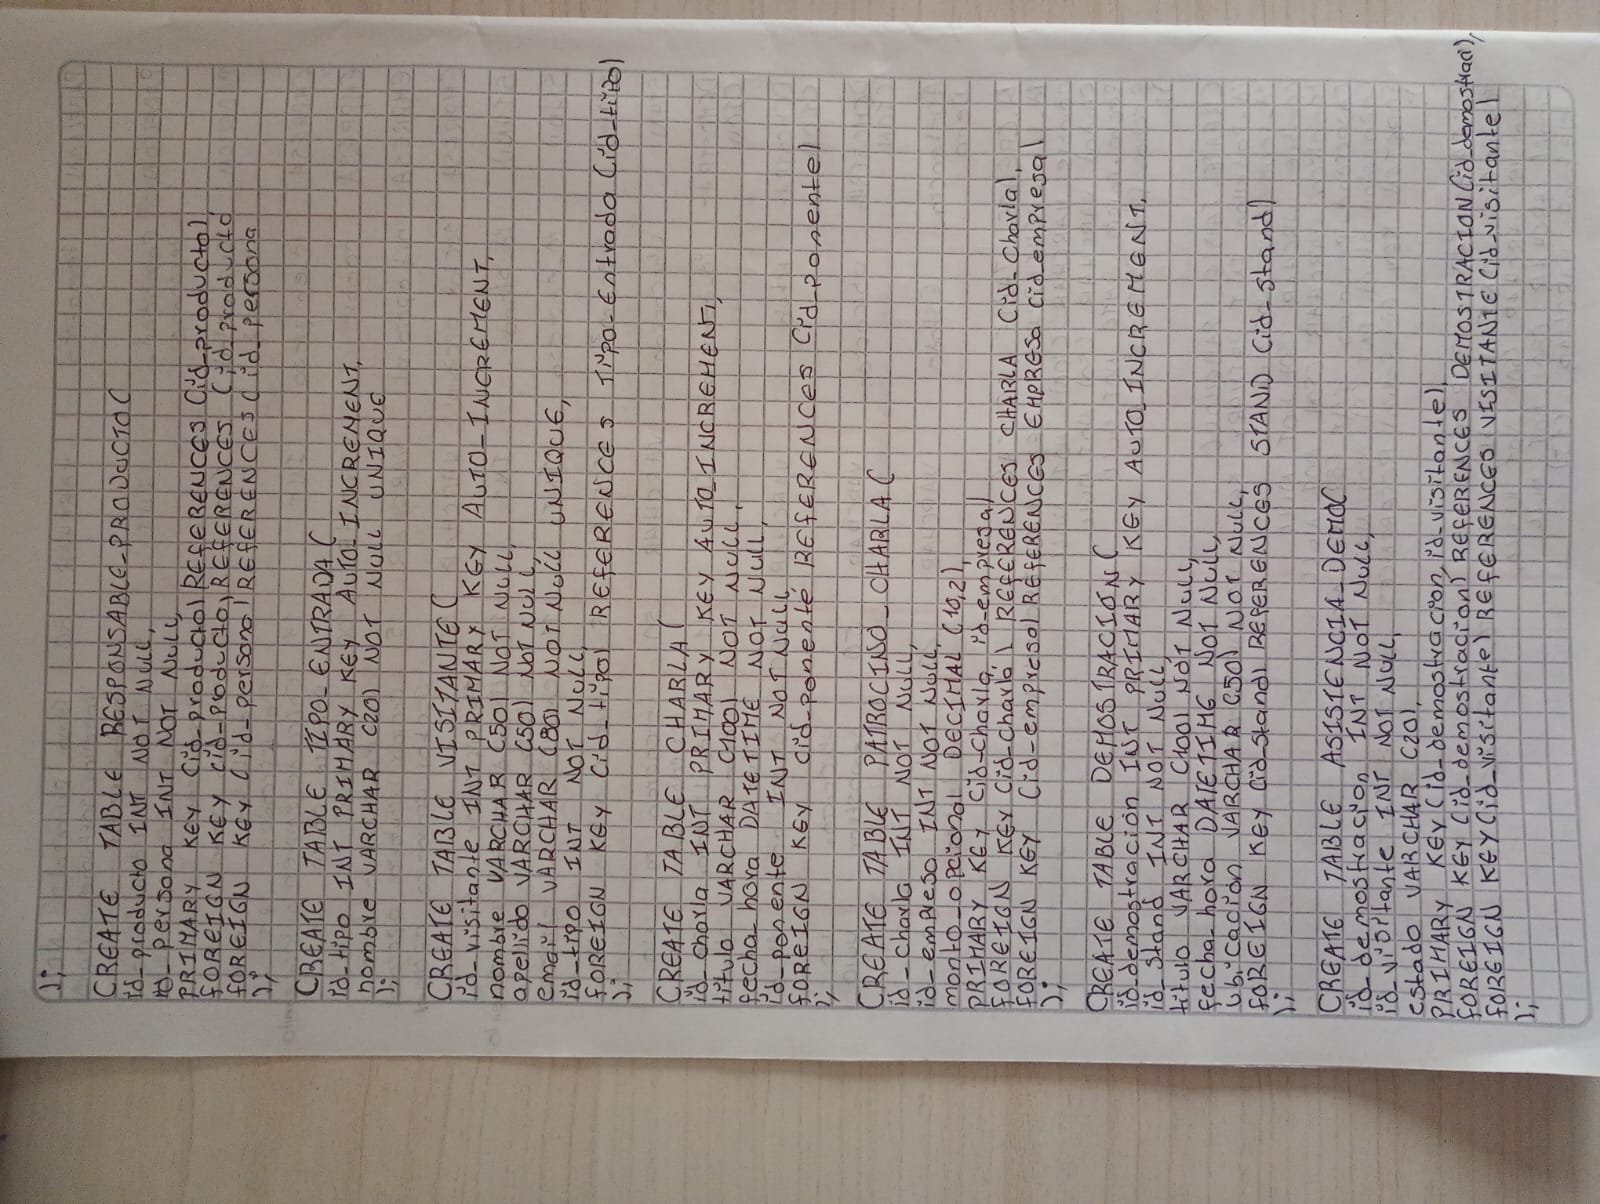 );
CREATE TABLE RESPONSABLE_PRODUCTO(
id_producto INT NOT NULL,
id_persona INT NOT NULL,
PRIMARY KEY (id_producto) REFERENCES (id_producto),
FOREIGN KEY (id_producto) REFERENCES (id_producto
FOREIGN KEY (id_persona) REFERENCES (id_persona
);
CREATE TABLE TIPO_ENTRADA(
id_tipo INT PRIMARY KEY AUTO_INCREMENT,
nombre VARCHAR (20) NOT NULL UNIQUE
);
CREATE TABLE VISITANTE(
id_visitante INT PRIMARY KEY AUTO_INCREMENT,
nombre VARCHAR (50) NOT NULL,
apellido VARCHAR (50) NOT NULL,
email VARCHAR (80) NOT NULL UNIQUE,
id_tipo INT NOT NULL,
FOREIGN KEY (id_tipo) REFERENCES TIPO_Entrada (id_tipo)
);
CREATE TABLE CHARLA(
id_charla INT PRIMARY KEY AUTO_INCREMENT,
titulo VARCHAR (100) NOT NULL,
fecha_hora DATETIME NOT NULL,
id_ponente INT NOT NULL
FOREIGN KEY (id_ponente) REFERENCES (id_ponente)
);
CREATE TABLE PATROCINO_CHARLA(
id_charla INT NOT NULL,
id_empresa INT NOT NULL,
monto_opcional DECIMAL (10,2),
PRIMARY KEY (id_charla, id_empresa)
FOREIGN KEY (id_charla) REFERENCES CHARLA (id_charla),
FOREIGN KEY (id_empresa) REFERENCES EMPRESA (id_empresa)
);
CREATE TABLE DEMOSTRACIÓN(
id_demostración INT PRIMARY KEY AUTO_INCREMENT,
id_stand INT NOT NULL
titulo VARCHAR (100) NOT NULL,
fecha_hora DATETIME NOT NULL,
ubicación VARCHAR (50) NOT NULL,
FOREIGN KEY (id_stand) REFERENCES STAND (id_stand)
);
CREATE TABLE ASISTENCIA_DEMO(
id_demostracion INT NOT NULL,
id_visitante INT NOT NULL,
estado VARCHAR (20),
PRIMARY KEY (id_demostracion, id_visitante),
FOREIGN KEY (id_demostracion) REFERENCES DEMOSTRACION (id_demostraci),
FOREIGN KEY (id_visitante) REFERENCES VISITANTE (id_visitante)
);